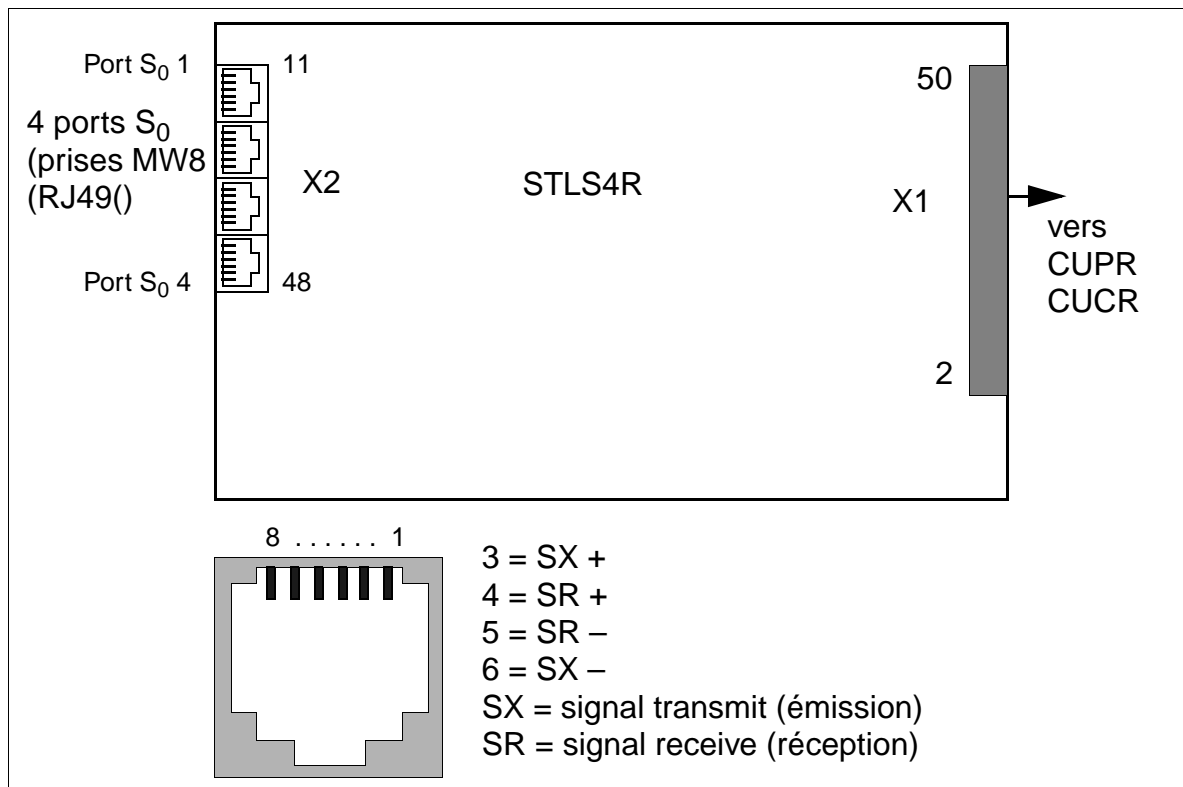 Port S0 1
11
4 ports S0
(prises MW8
(RJ49()
Port S0 4
48
X2
STLS4R
50
X1
2
vers
CUPR
CUCR
8 . . . . . . 1
3 = SX +
4 = SR +
5 = SR –
6 = SX –
SX = signal transmit (émission)
SR = signal receive (réception)